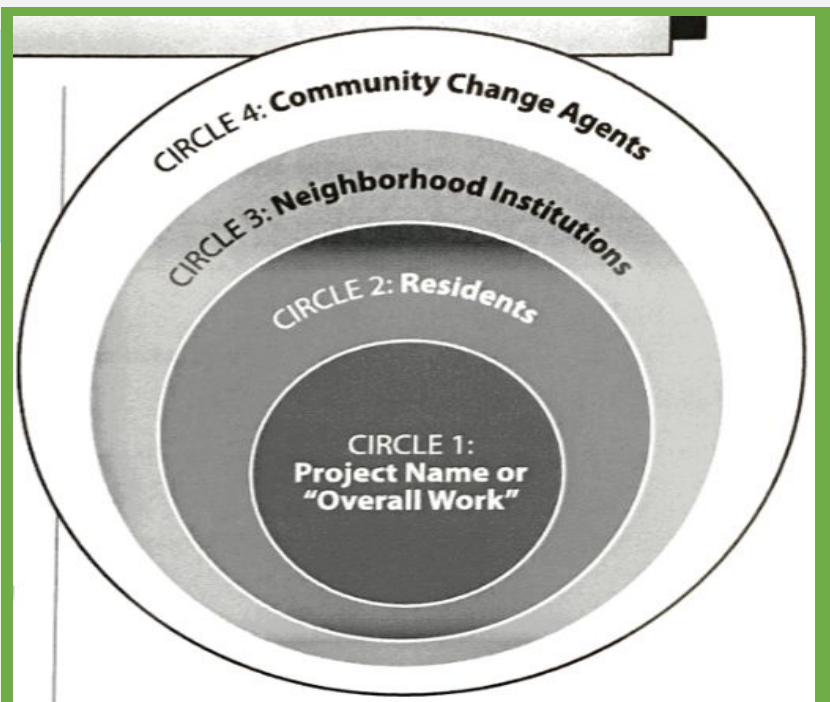 CIRCLE 4: Community Change Agents
CIRCLE 3: Neighborhood Institutions
CIRCLE 2: Residents
CIRCLE 1:
Project Name or
“Overall Work”